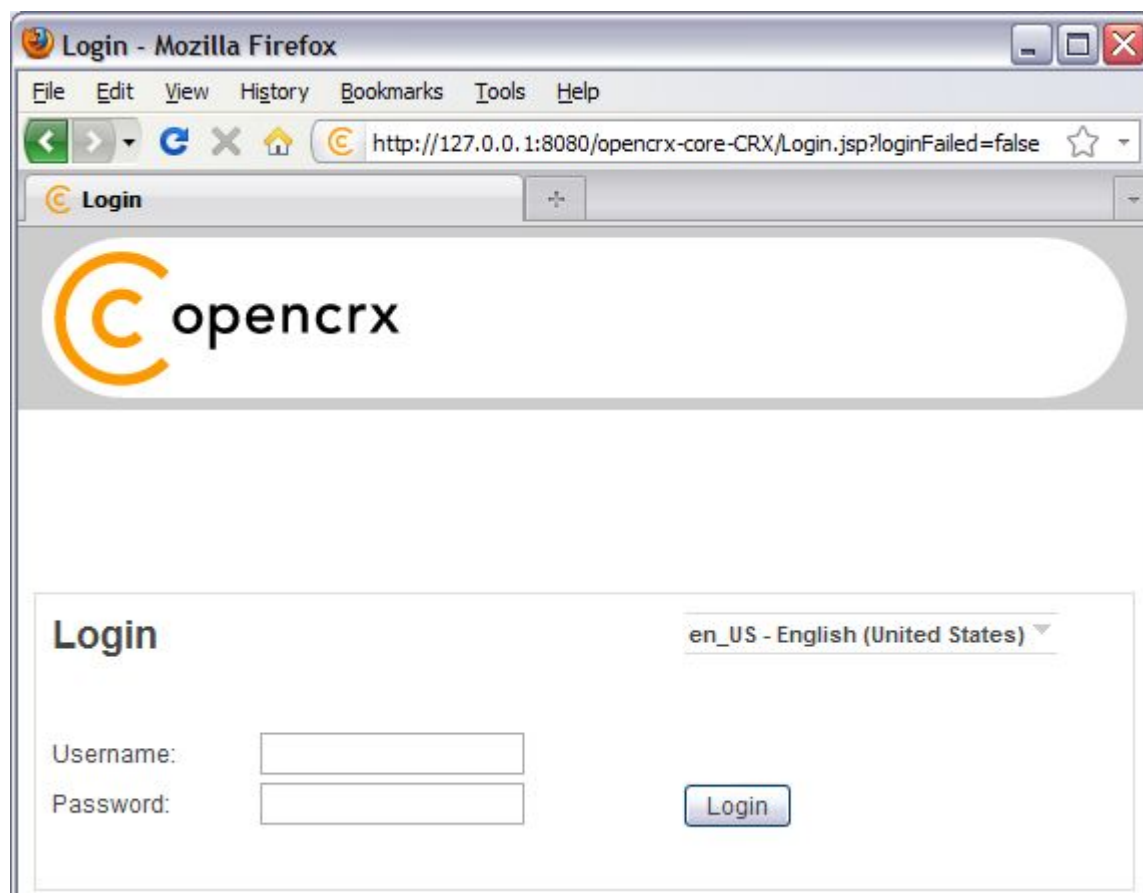 Login - Mozilla Firefox
File Edit View History Bookmarks Tools Help
http://127.0.0.1:8080/opencrx-core-CRX/Login.jsp?loginFailed=false
Login
opencrx
Login
en_US - English (United States)
Username:
Password:
Login